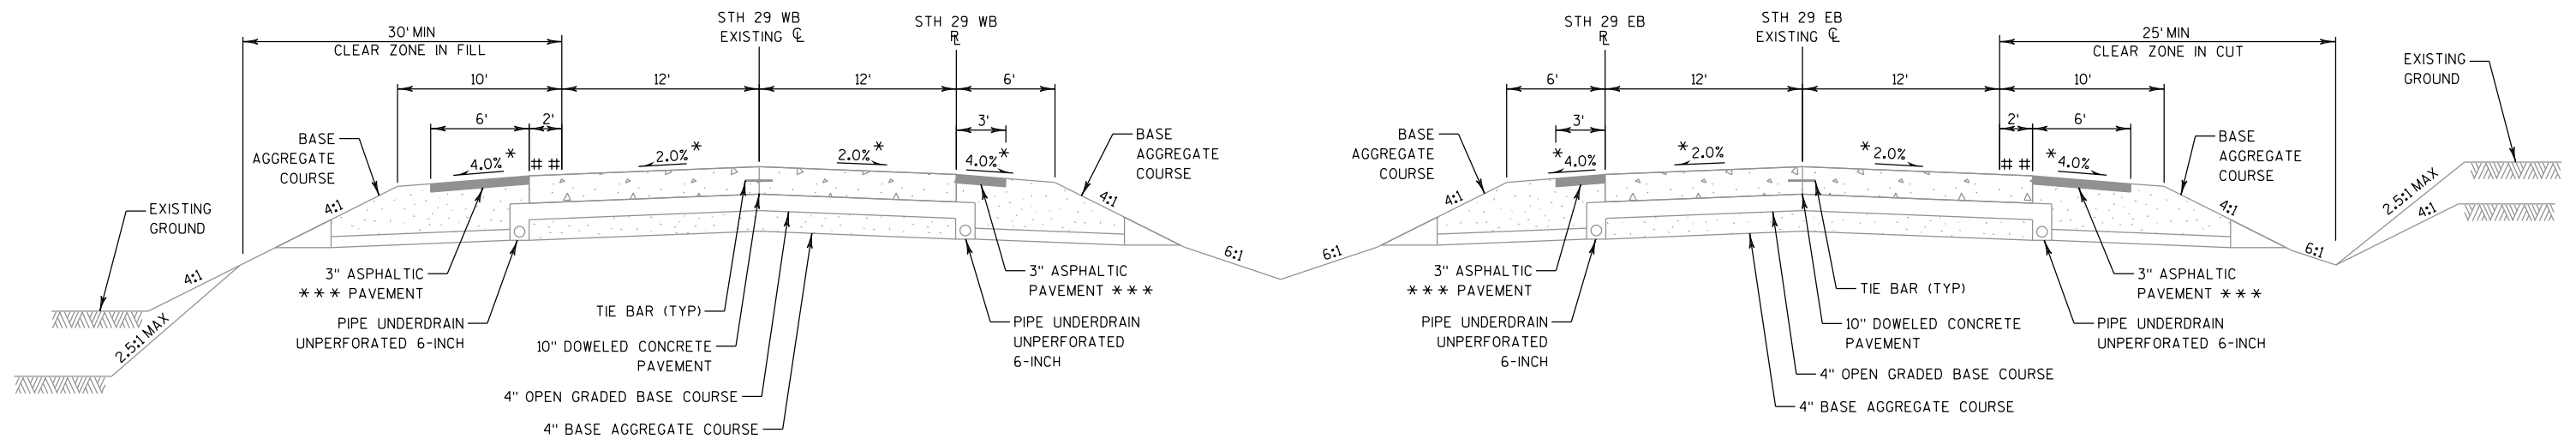 STH 29 WB
EXISTING ℄
STH 29 WB
R
L
STH 29 EB
R
L
STH 29 EB
EXISTING ℄
30' MIN
CLEAR ZONE IN FILL
25' MIN
CLEAR ZONE IN CUT
10'
12'
12'
6'
6'
12'
12'
10'
6'
2'
3'
3'
2'
6'
BASE
AGGREGATE
COURSE
4.0% *
# #
2.0% *
2.0% *
4.0% *
BASE
AGGREGATE
COURSE
BASE
AGGREGATE
COURSE
* 4.0%
* 2.0%
* 2.0%
# #
* 4.0%
BASE
AGGREGATE
COURSE
EXISTING
GROUND
EXISTING
GROUND
4:1
4:1
2.5:1 MAX
4:1
6:1
6:1
4:1
4:1
6:1
2.5:1 MAX
4:1
3" ASPHALTIC
*** PAVEMENT
PIPE UNDERDRAIN
UNPERFORATED 6-INCH
TIE BAR (TYP)
10" DOWELED CONCRETE
PAVEMENT
4" OPEN GRADED BASE COURSE
4" BASE AGGREGATE COURSE
3" ASPHALTIC
PAVEMENT ***
PIPE UNDERDRAIN
UNPERFORATED
6-INCH
3" ASPHALTIC
*** PAVEMENT
PIPE UNDERDRAIN
UNPERFORATED
6-INCH
TIE BAR (TYP)
10" DOWELED CONCRETE
PAVEMENT
4" OPEN GRADED BASE COURSE
4" BASE AGGREGATE COURSE
3" ASPHALTIC
PAVEMENT ***
PIPE UNDERDRAIN
UNPERFORATED 6-INCH